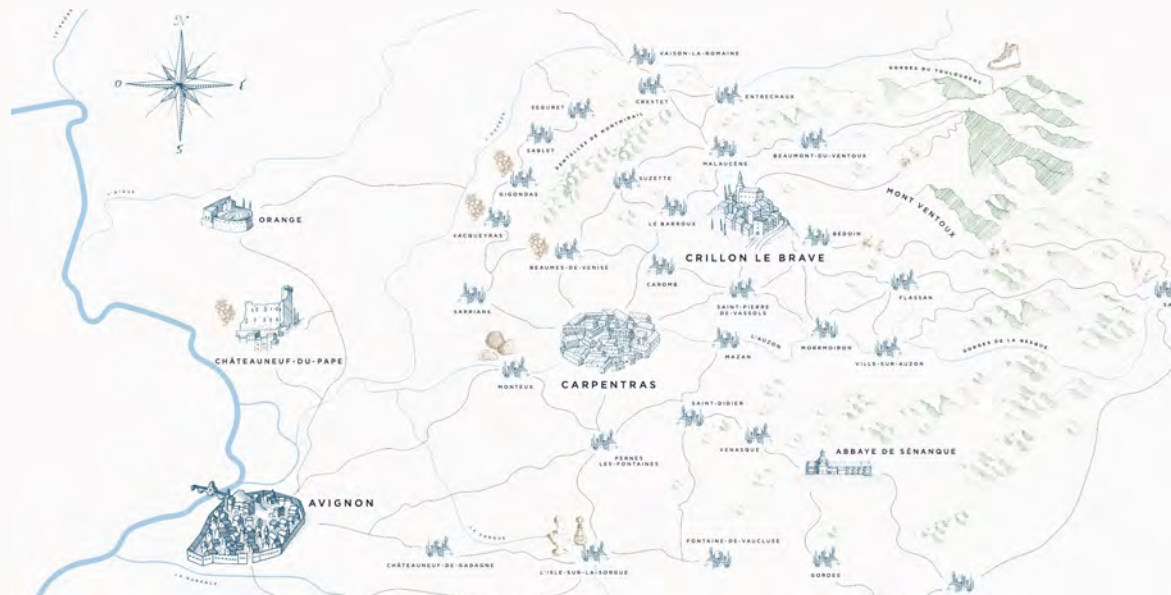 N
O
E
S
VAISON-LA-ROMAINE
CRESTET
ENTRECHAUX
GORGES DU TOULOURENC
SEGURET
SABLET
DENTELLES DE MONTMIRAIL
L'OUVÈZE
MALAUCÈNE
BEAUMONT-DU-VENTOUX
GIGONDAS
SUZETTE
MONT VENTOUX
L'AIGUE
ORANGE
VACQUEYRAS
LE BARROUX
BEDOIN
BEAUMES-DE-VENISE
CRILLON LE BRAVE
CAROMB
FLASSAN
SARRIANS
SAINT-PIERRE
DE-VASSOLS
SA
CHÂTEAUNEUF-DU-PAPE
MAZAN
L'AUZON
MORRMOIRON
VILLE-SUR-AUZON
GORGES DE LA NESQUE
MONTEUX
CARPENTRAS
SAINT-DIDIER
PERNES
LES-FONTAINES
VENASQUE
ABBAYE DE SÉNANQUE
AVIGNON
LA SORGUE
FONTAINE-DE-VAUCLUSE
CHÂTEAUNEUF-DE-GADAGNE
L'ISLE-SUR-LA-SORGUE
GORDES
LA DURANCE